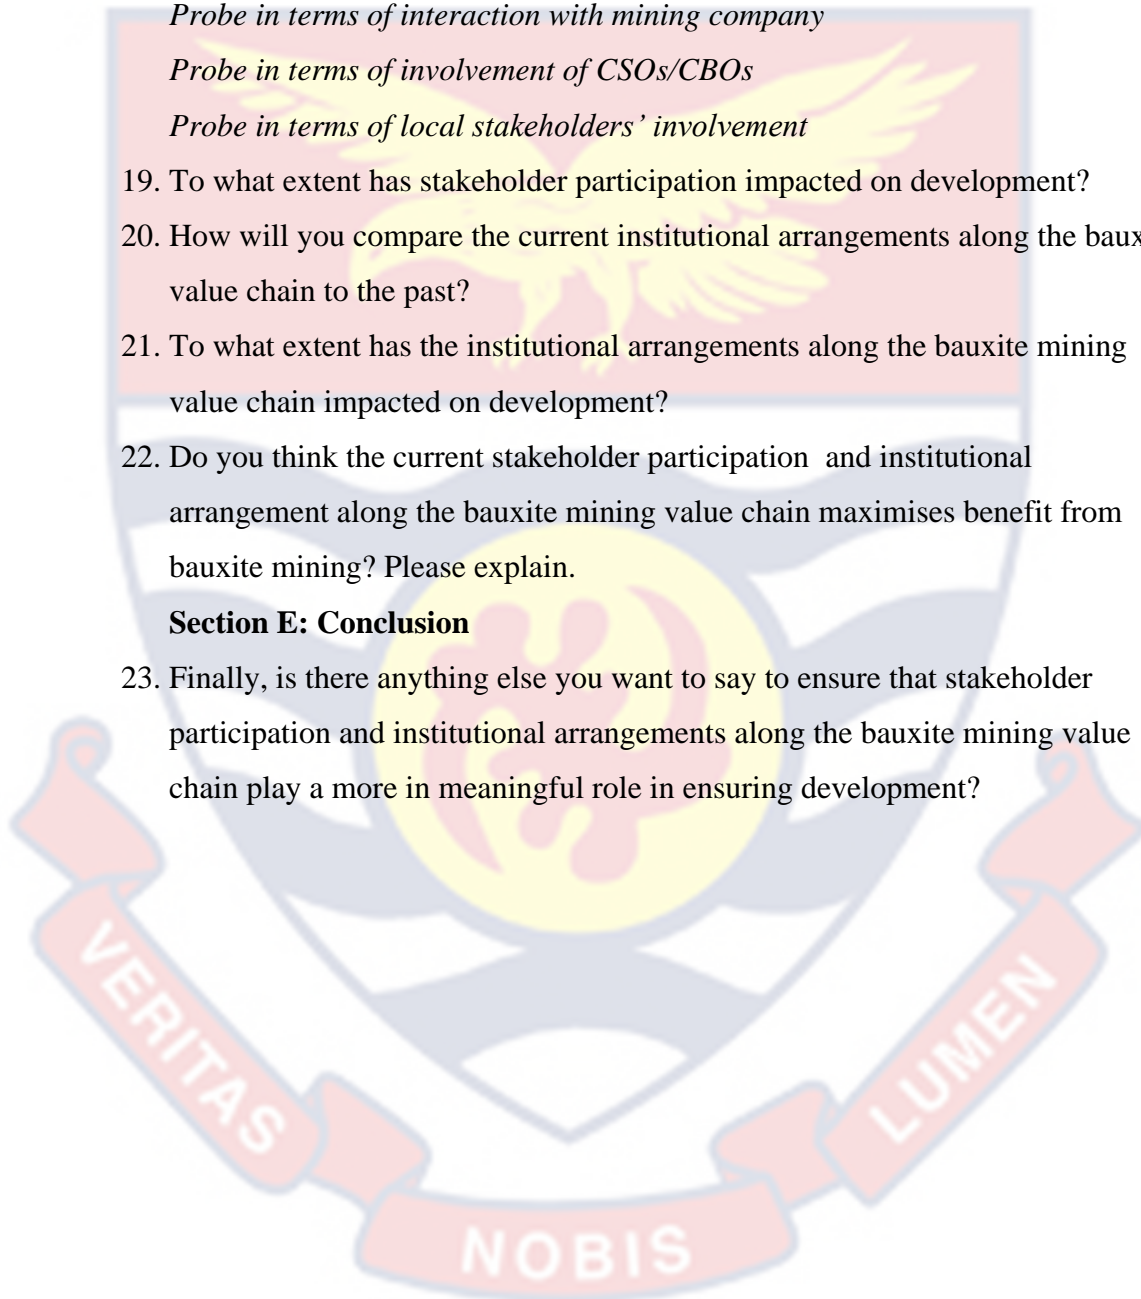 Probe in terms of interaction with mining company
Probe in terms of involvement of CSOs/CBOs
Probe in terms of local stakeholders' involvement
19. To what extent has stakeholder participation impacted on development?
20. How will you compare the current institutional arrangements along the
value chain to the past?
21. To what extent has the institutional arrangements along the bauxite mining
value chain impacted on development?
22. Do you think the current stakeholder participation and institutional
arrangement along the bauxite mining value chain maximises benefit from
bauxite mining? Please explain.
Section E: Conclusion
23. Finally, is there anything else you want to say to ensure that stakeholder
participation and institutional arrangements along the bauxite mining value
chain play a more in meaningful role in ensuring development?
VERITAS
NOBIS
LUMEN